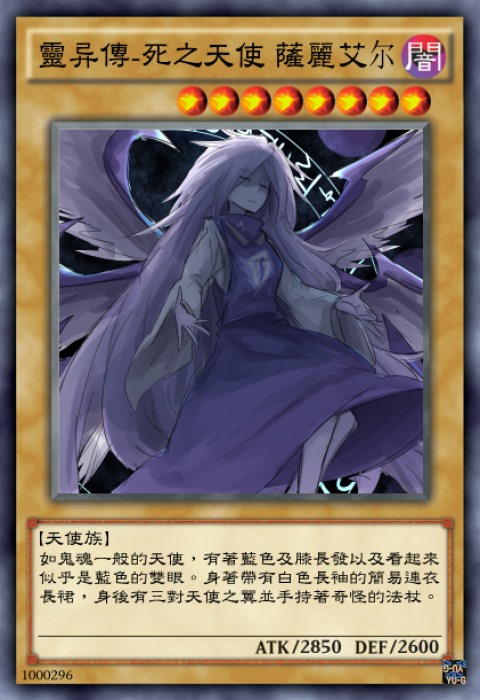 靈异傳-死之天使 薩麗艾尔
闇
【天使族】
如鬼魂一般的天使，有著藍色及膝長發以及看起來
似乎是藍色的雙眼。身著帶有白色長袖的簡易連衣
長裙，身後有三對天使之翼並手持著奇怪的法杖。
ATK/2850 DEF/2600
1000296